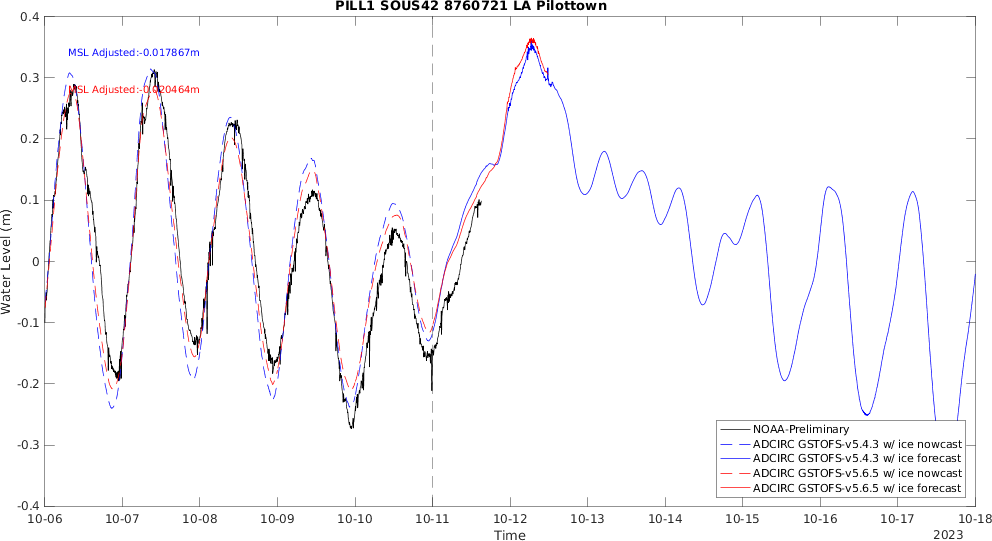 PILL1 SOUS42 8760721 LA Pilottown
MSL Adjusted:-0.017867m
MSL Adjusted:-0.020464m
Water Level (m)
0.4
0.3
0.2
0.1
0
-0.1
-0.2
-0.3
-0.4
NOAA-Preliminary
ADCIRC GSTOFS-v5.4.3 w/ ice nowcast
ADCIRC GSTOFS-v5.4.3 w/ ice forecast
ADCIRC GSTOFS-v5.6.5 w/ ice nowcast
ADCIRC GSTOFS-v5.6.5 w/ ice forecast
10-06 10-07 10-08 10-09 10-10 10-11 10-12 10-13 10-14 10-15 10-16 10-17 10-18
Time
2023